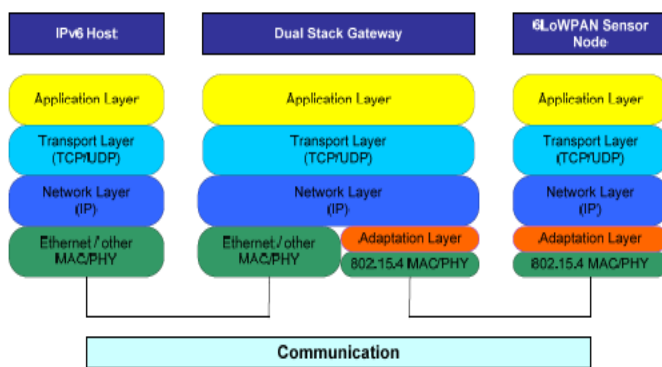 IPv6 Host
Dual Stack Gateway
6LoWPAN Sensor
Node
Application Layer
Application Layer
Application Layer
Transport Layer
(TCP/UDP)
Transport Layer
(TCP/UDP)
Transport Layer
(TCP/UDP)
Network Layer
(IP)
Network Layer
(IP)
Network Layer
(IP)
Ethernet / other
MAC/PHY
Ethernet / other
MAC/PHY
Adaptation Layer
802.15.4 MAC/PHY
Adaptation Layer
802.15.4 MAC/PHY
Communication